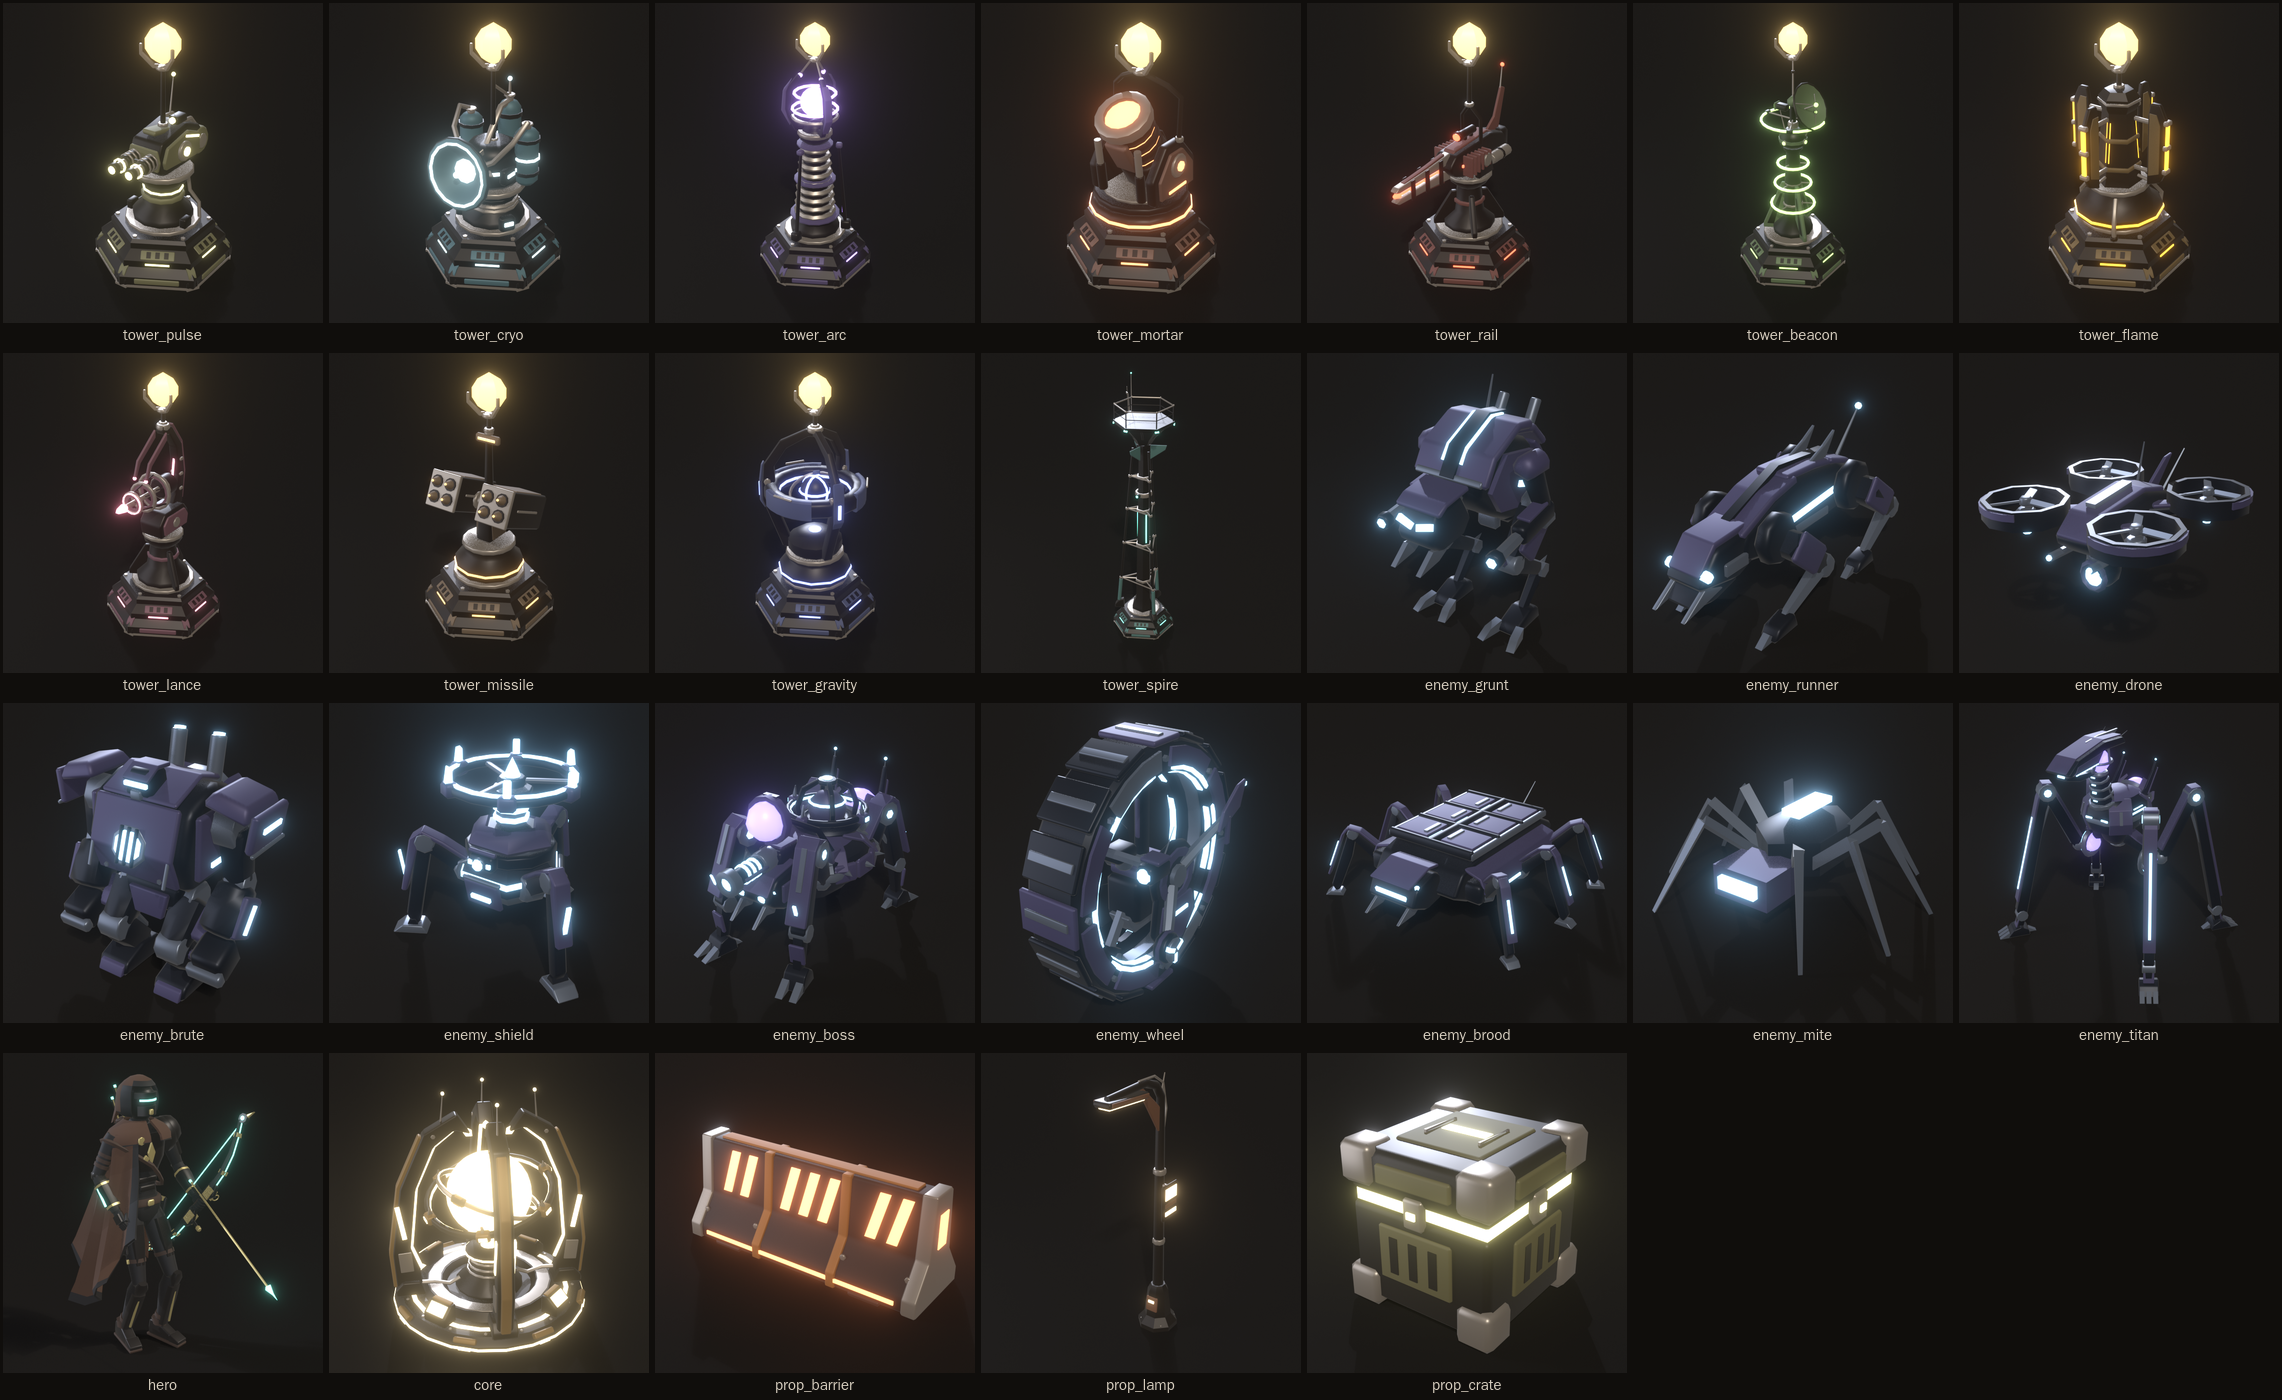 tower_pulse
tower_cryo
tower_arc
tower_mortar
tower_rail
tower_beacon
tower_flame
tower_lance
tower_missile
tower_gravity
tower_spire
enemy_grunt
enemy_runner
enemy_drone
enemy_brute
enemy_shield
enemy_boss
enemy_wheel
enemy_brood
enemy_mite
enemy_titan
hero
core
prop_barrier
prop_lamp
prop_crate